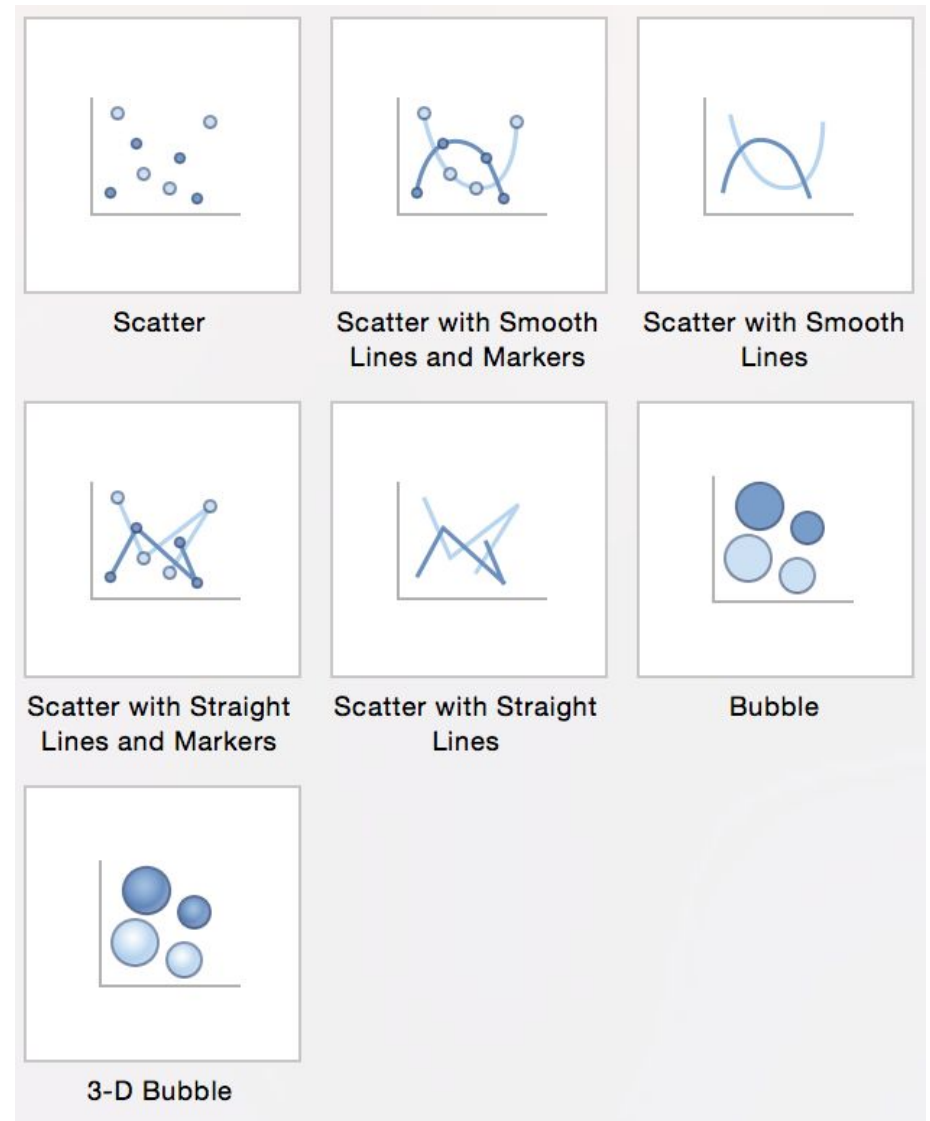 Scatter
Scatter with Smooth
Lines and Markers
Scatter with Smooth
Lines
Scatter with Straight
Lines and Markers
Scatter with Straight
Lines
Bubble
3-D Bubble